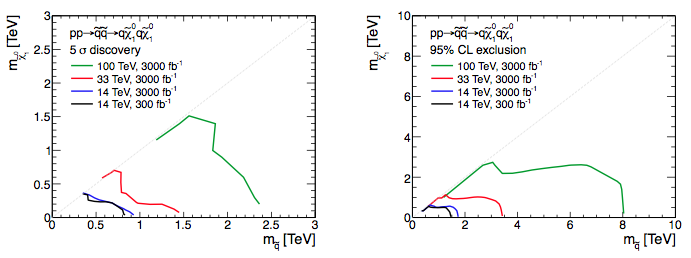 pp→q̃q̃→qχ̃⁰₁qχ̃⁰₁
5 σ discovery
100 TeV, 3000 fb⁻¹
33 TeV, 3000 fb⁻¹
14 TeV, 3000 fb⁻¹
14 TeV, 300 fb⁻¹
m_χ̃⁰₁ [TeV]
3
2.5
2
1.5
1
0.5
0
0 0.5 1 1.5 2 2.5 3
m_q̃ [TeV]
pp→q̃q̃→qχ̃⁰₁qχ̃⁰₁
95% CL exclusion
100 TeV, 3000 fb⁻¹
33 TeV, 3000 fb⁻¹
14 TeV, 3000 fb⁻¹
14 TeV, 300 fb⁻¹
m_χ̃⁰₁ [TeV]
10
8
6
4
2
0
0 2 4 6 8 10
m_q̃ [TeV]